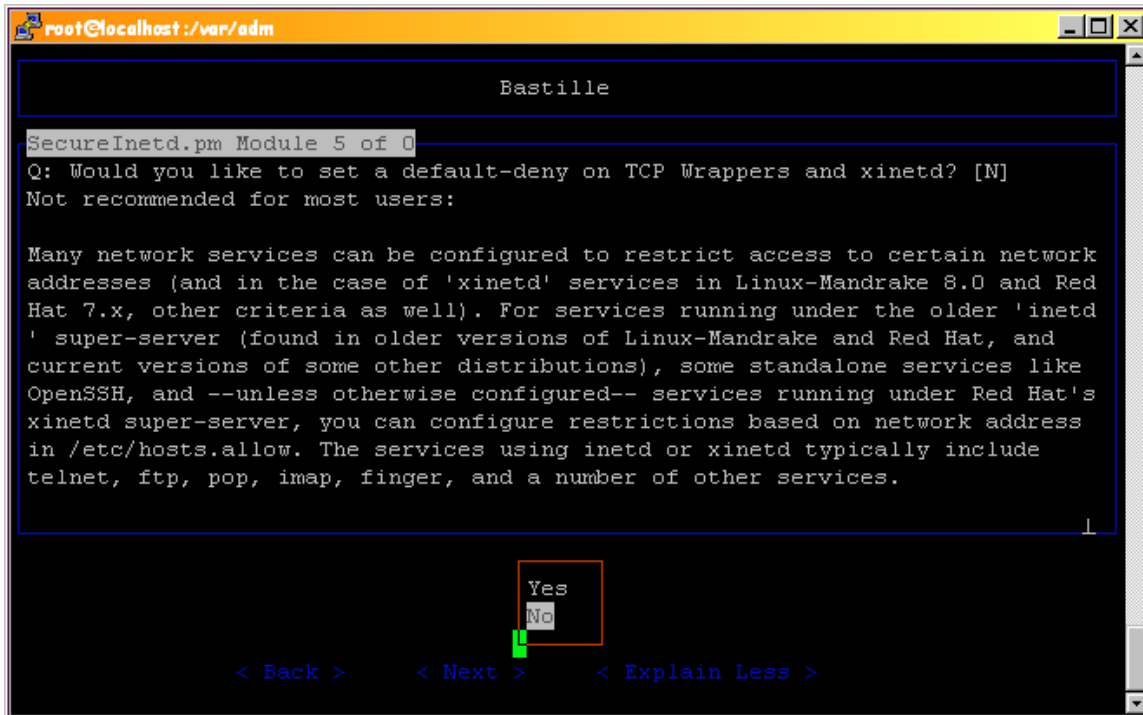 root@localhost:/var/adm
Bastille
SecureInetd.pm Module 5 of 0
Q: Would you like to set a default-deny on TCP Wrappers and xinetd? [N]
Not recommended for most users:
Many network services can be configured to restrict access to certain network
addresses (and in the case of 'xinetd' services in Linux-Mandrake 8.0 and Red
Hat 7.x, other criteria as well). For services running under the older 'inetd
' super-server (found in older versions of Linux-Mandrake and Red Hat, and
current versions of some other distributions), some standalone services like
OpenSSH, and --unless otherwise configured-- services running under Red Hat's
xinetd super-server, you can configure restrictions based on network address
in /etc/hosts.allow. The services using inetd or xinetd typically include
telnet, ftp, pop, imap, finger, and a number of other services.
Yes
No
< Back > < Next > < Explain Less >